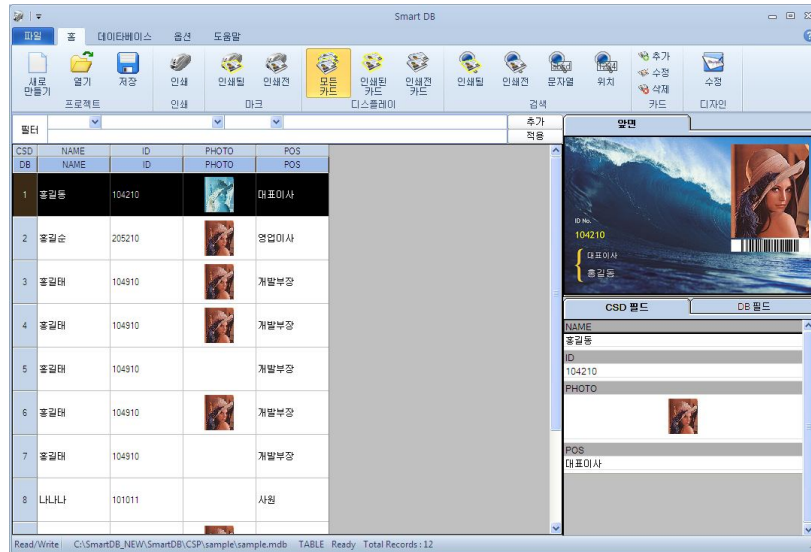 Smart DB
파일 홈 데이타베이스 옵션 도움말
새로 만들기 열기 저장 인쇄 인쇄됨 인쇄전 모든 카드 인쇄된 카드 인쇄전 카드 인쇄됨 인쇄전 문자열 위치 추가 수정 삭제 수정
프로젝트 인쇄 마크 디스플레이 검색 카드 디자인
필터 추가
적용
앞면
CSD NAME ID PHOTO POS
DB NAME ID PHOTO POS
1 홍길동 104210 대표이사
2 홍길순 205210 영업이사
3 홍길태 104910 개발부장
4 홍길태 104910 개발부장
5 홍길태 104910 개발부장
6 홍길태 104910 개발부장
7 홍길태 104910 개발부장
8 나나나 101011 사원
ID No.
104210
대표이사
홍길동
CSD 필드 DB 필드
NAME
홍길동
ID
104210
PHOTO
POS
대표이사
Read/Write C:\SmartDB_NEW\SmartDB\CSP\sample\sample.mdb TABLE Ready Total Records : 12